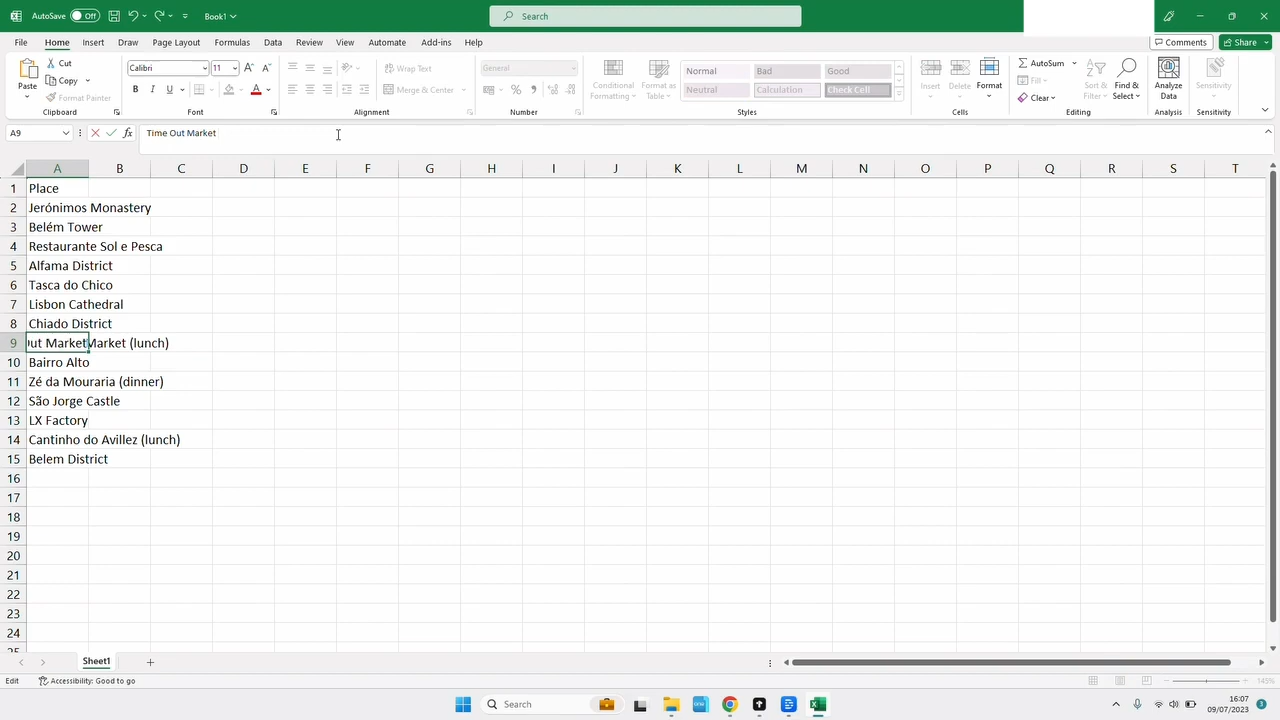 AutoSave Off Book1 Search
File Home Insert Draw Page Layout Formulas Data Review View Automate Add-ins Help Comments Share
Paste Cut Copy Format Painter Clipboard
Calibri 11 A A B I U A Font
ab Wrap Text Merge & Center Alignment
General % 9 Number
Conditional Formatting Format as Table Normal Bad Good Neutral Calculation Check Cell Styles
Insert Delete Format Cells
AutoSum Fill Clear Sort & Filter Find & Select Editing
Analyze Data Analysis Sensitivity Sensitivity
A9 fx Time Out Market
A B C D E F G H I J K L M N O P Q R S T
1 Place
2 Jerónimos Monastery
3 Belém Tower
4 Restaurante Sol e Pesca
5 Alfama District
6 Tasca do Chico
7 Lisbon Cathedral
8 Chiado District
9 ut Market Market (lunch)
10 Bairro Alto
11 Zé da Mouraria (dinner)
12 São Jorge Castle
13 LX Factory
14 Cantinho do Avillez (lunch)
15 Belem District
16
17
18
19
20
21
22
23
24
Sheet1
Edit Accessibility: Good to go 145%
Search 16:07
09/07/2023